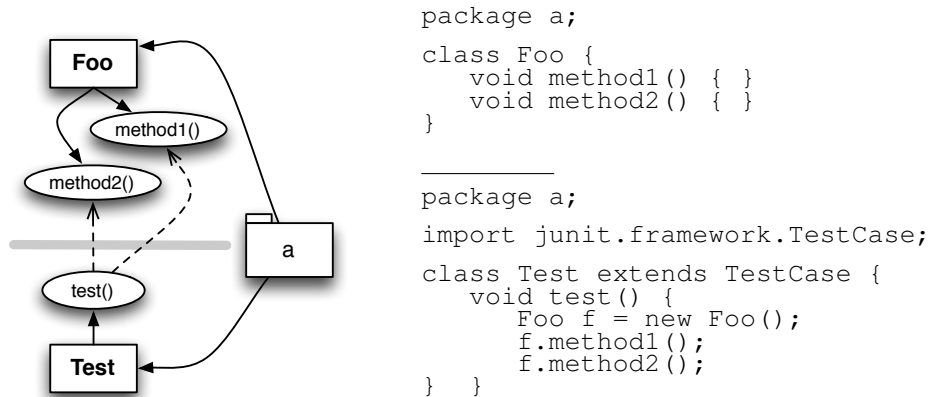 Foo
method1()
method2()
a
test()
Test
package a;
class Foo {
void method1() { }
void method2() { }
}
package a;
import junit.framework.TestCase;
class Test extends TestCase {
void test() {
Foo f = new Foo();
f.method1();
f.method2();
} }